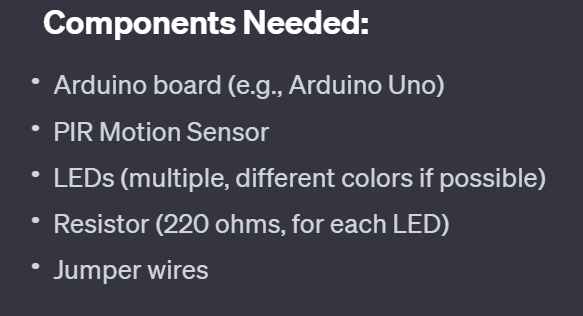 Components Needed:
• Arduino board (e.g., Arduino Uno)
• PIR Motion Sensor
• LEDs (multiple, different colors if possible)
• Resistor (220 ohms, for each LED)
• Jumper wires